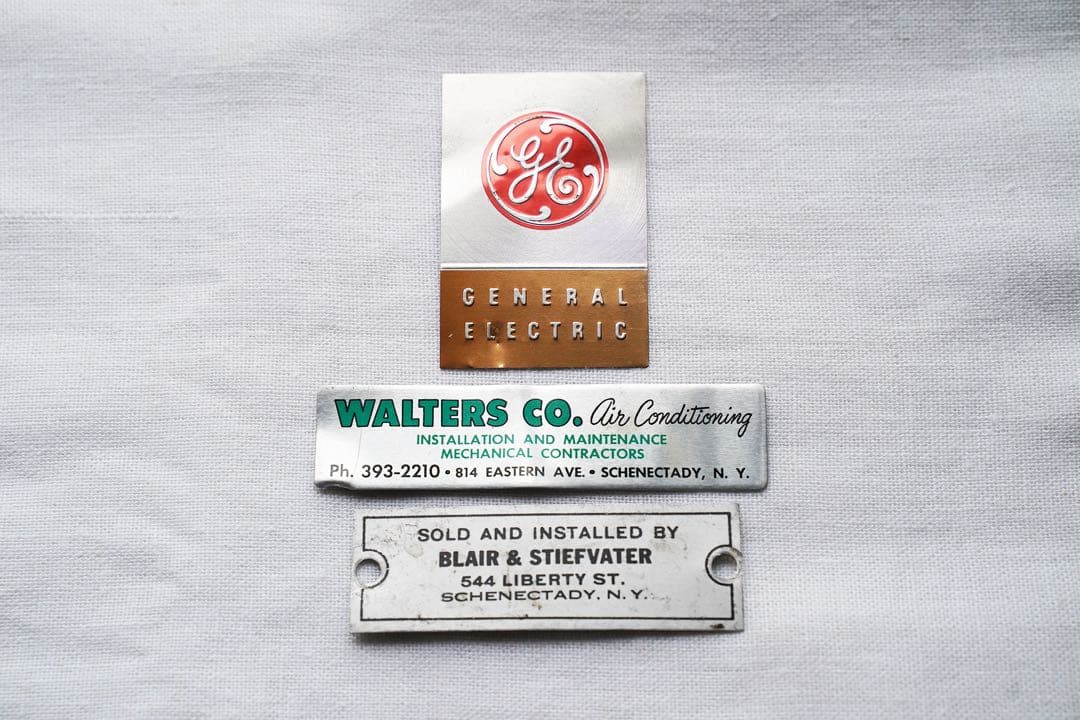 GE
GENERAL
ELECTRIC
WALTERS CO. Air Conditioning
INSTALLATION AND MAINTENANCE
MECHANICAL CONTRACTORS
Ph. 393-2210 • 814 EASTERN AVE. • SCHENECTADY, N. Y.
SOLD AND INSTALLED BY
BLAIR & STIEFVATER
544 LIBERTY ST.
SCHENECTADY, N. Y.